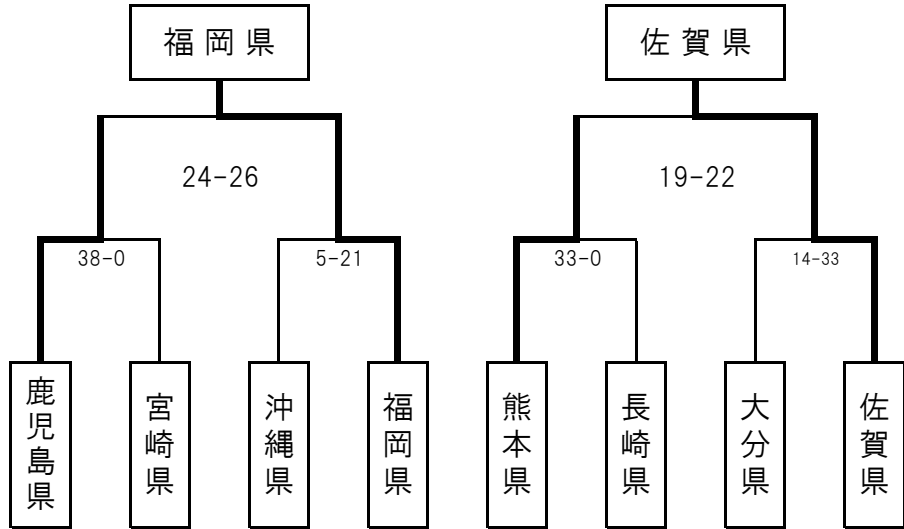 福岡県
佐賀県
24-26
19-22
38-0
5-21
33-0
14-33
鹿児島県
宮崎県
沖縄県
福岡県
熊本県
長崎県
大分県
佐賀県